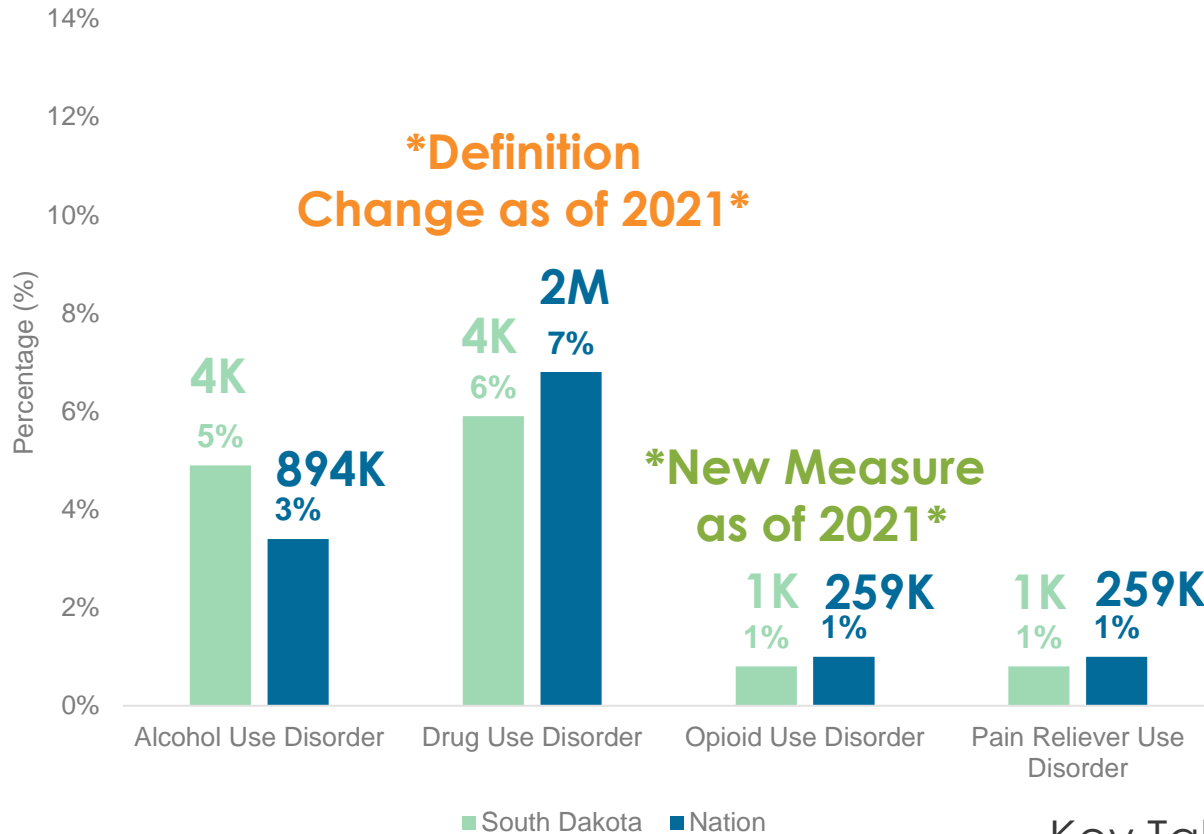 14%
12%
10%
8%
6%
4%
2%
0%
Percentage (%)
*Definition
Change as of 2021*
*New Measure
as of 2021*
4K
5%
894K
3%
4K
6%
2M
7%
1K
1%
259K
1%
1K
1%
259K
1%
Alcohol Use Disorder
Drug Use Disorder
Opioid Use Disorder
Pain Reliever Use
Disorder
South Dakota
Nation